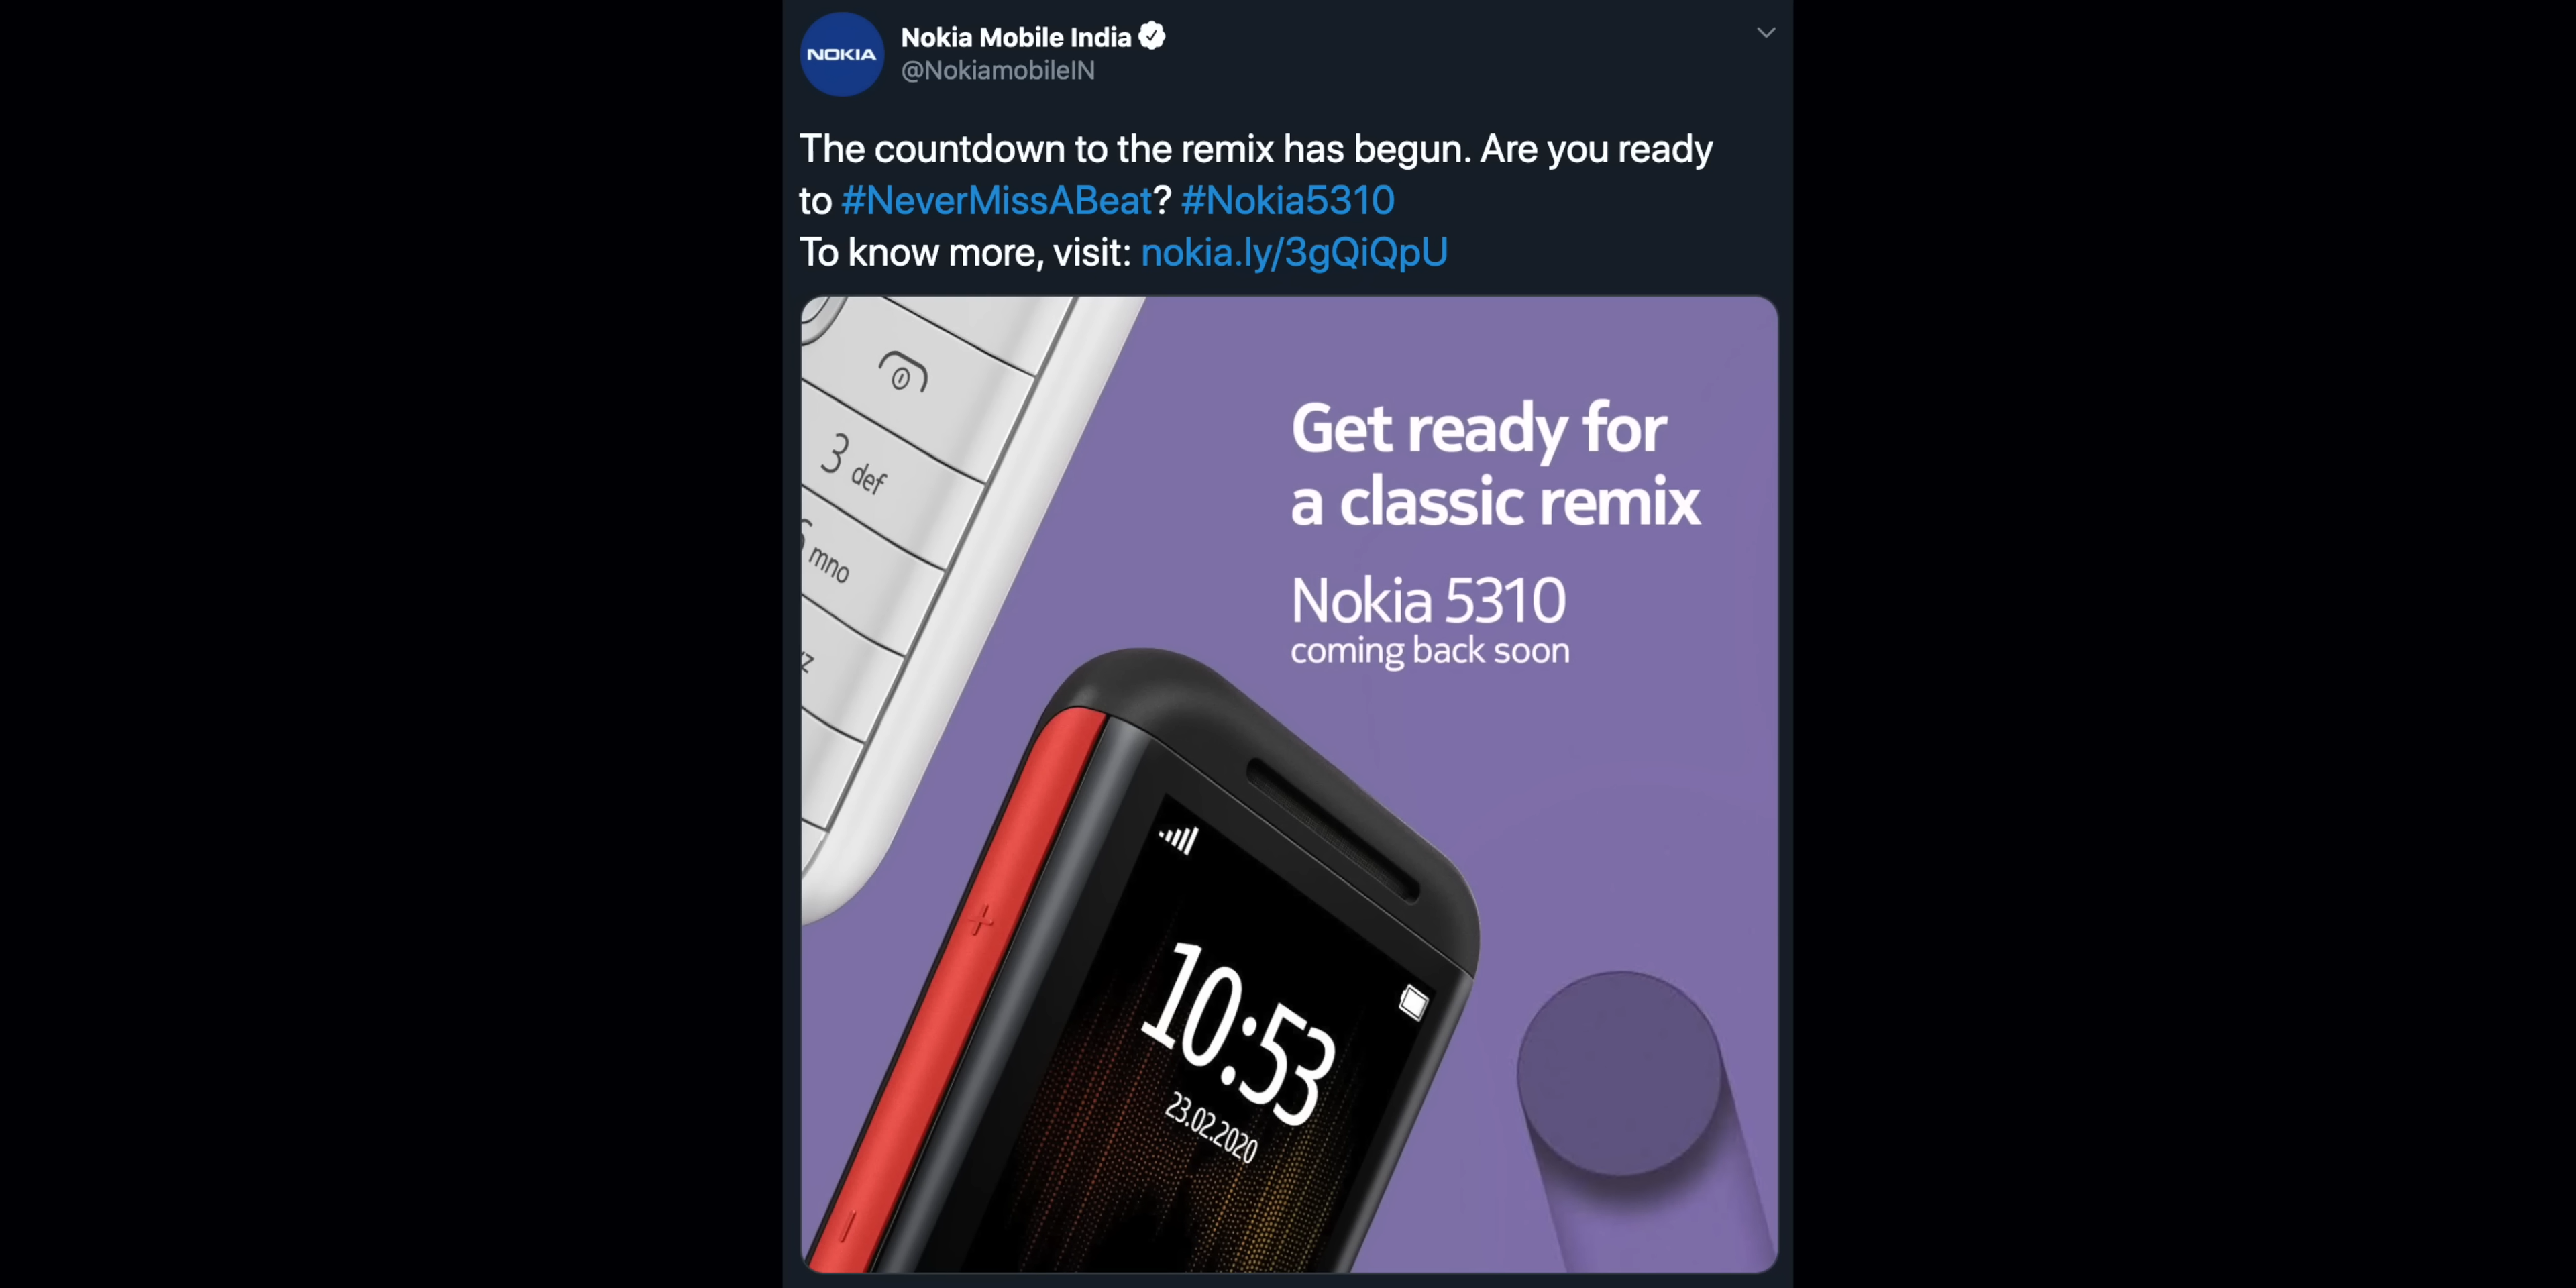 NOKIA
Nokia Mobile India
@NokiamobileIN
The countdown to the remix has begun. Are you ready
to #NeverMissABeat? #Nokia5310
To know more, visit: nokia.ly/3gQiQpU
Get ready for
a classic remix
Nokia 5310
coming back soon
3 def
mno
10:53
23.02.2020